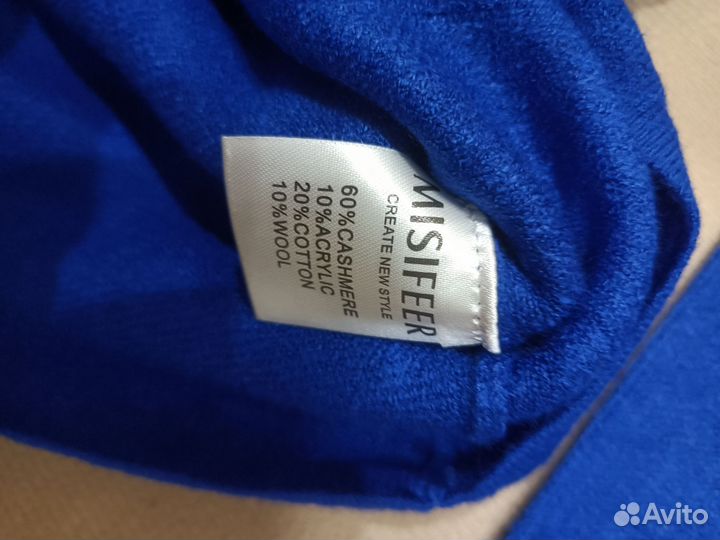 MISIFEER
CREATE NEW STYLE
60%CASHMERE
10%ACRYLIC
20%COTTON
10%WOOL
Avito